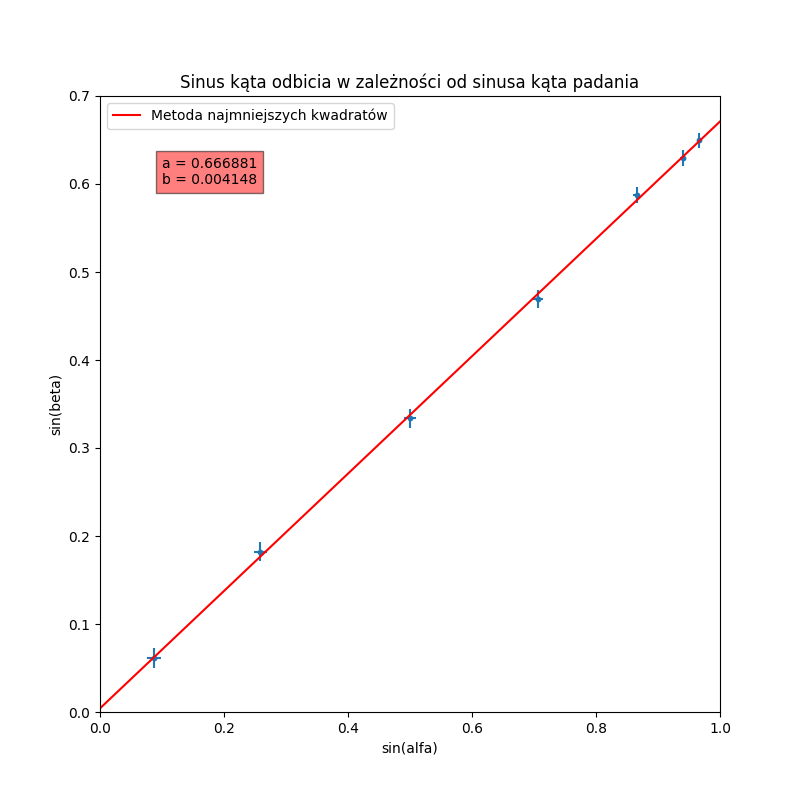 Sinus kąta odbicia w zależności od sinusa kąta padania
Metoda najmniejszych kwadratów
a = 0.666881
b = 0.004148
0.7
0.6
0.5
0.4
0.3
0.2
0.1
0.0
sin(beta)
0.0 0.2 0.4 0.6 0.8 1.0
sin(alfa)